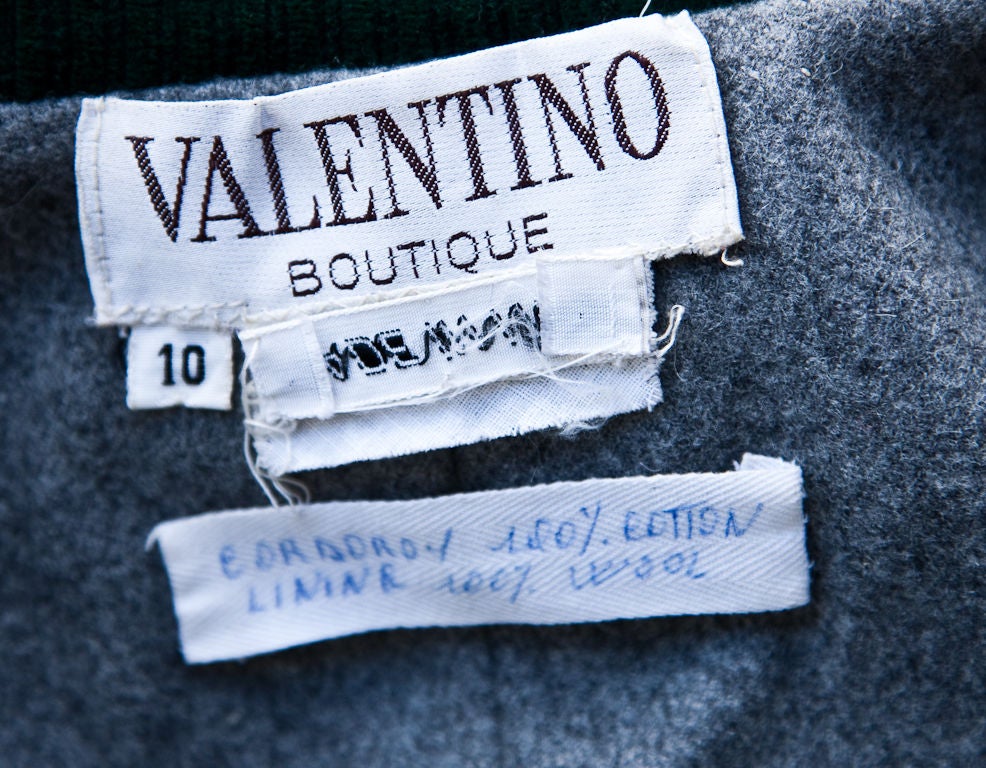 VALENTINO
BOUTIQUE
10
CORDOROY 100% COTTON
LINING 100% WOOL